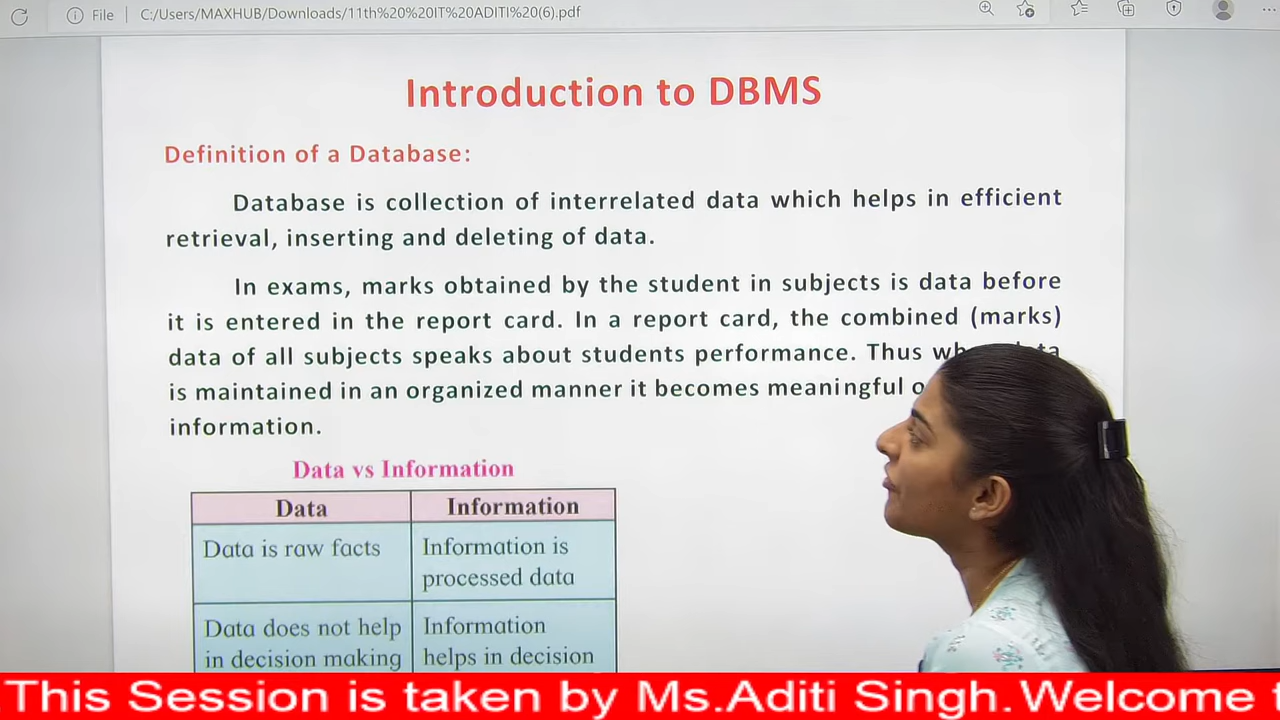 File C:/Users/MAXHUB/Downloads/11th%20%20IT%20ADITI%20(6).pdf
Introduction to DBMS
Definition of a Database:
Database is collection of interrelated data which helps in efficient
retrieval, inserting and deleting of data.
In exams, marks obtained by the student in subjects is data before
it is entered in the report card. In a report card, the combined (marks)
data of all subjects speaks about students performance. Thus
is maintained in an organized manner it becomes meaningful
information.
Data vs Information
Data Information
Data is raw facts
Information is
processed data
Data does not help
in decision making
Information
helps in decision
This Session is taken by Ms.Aditi Singh.Welcome